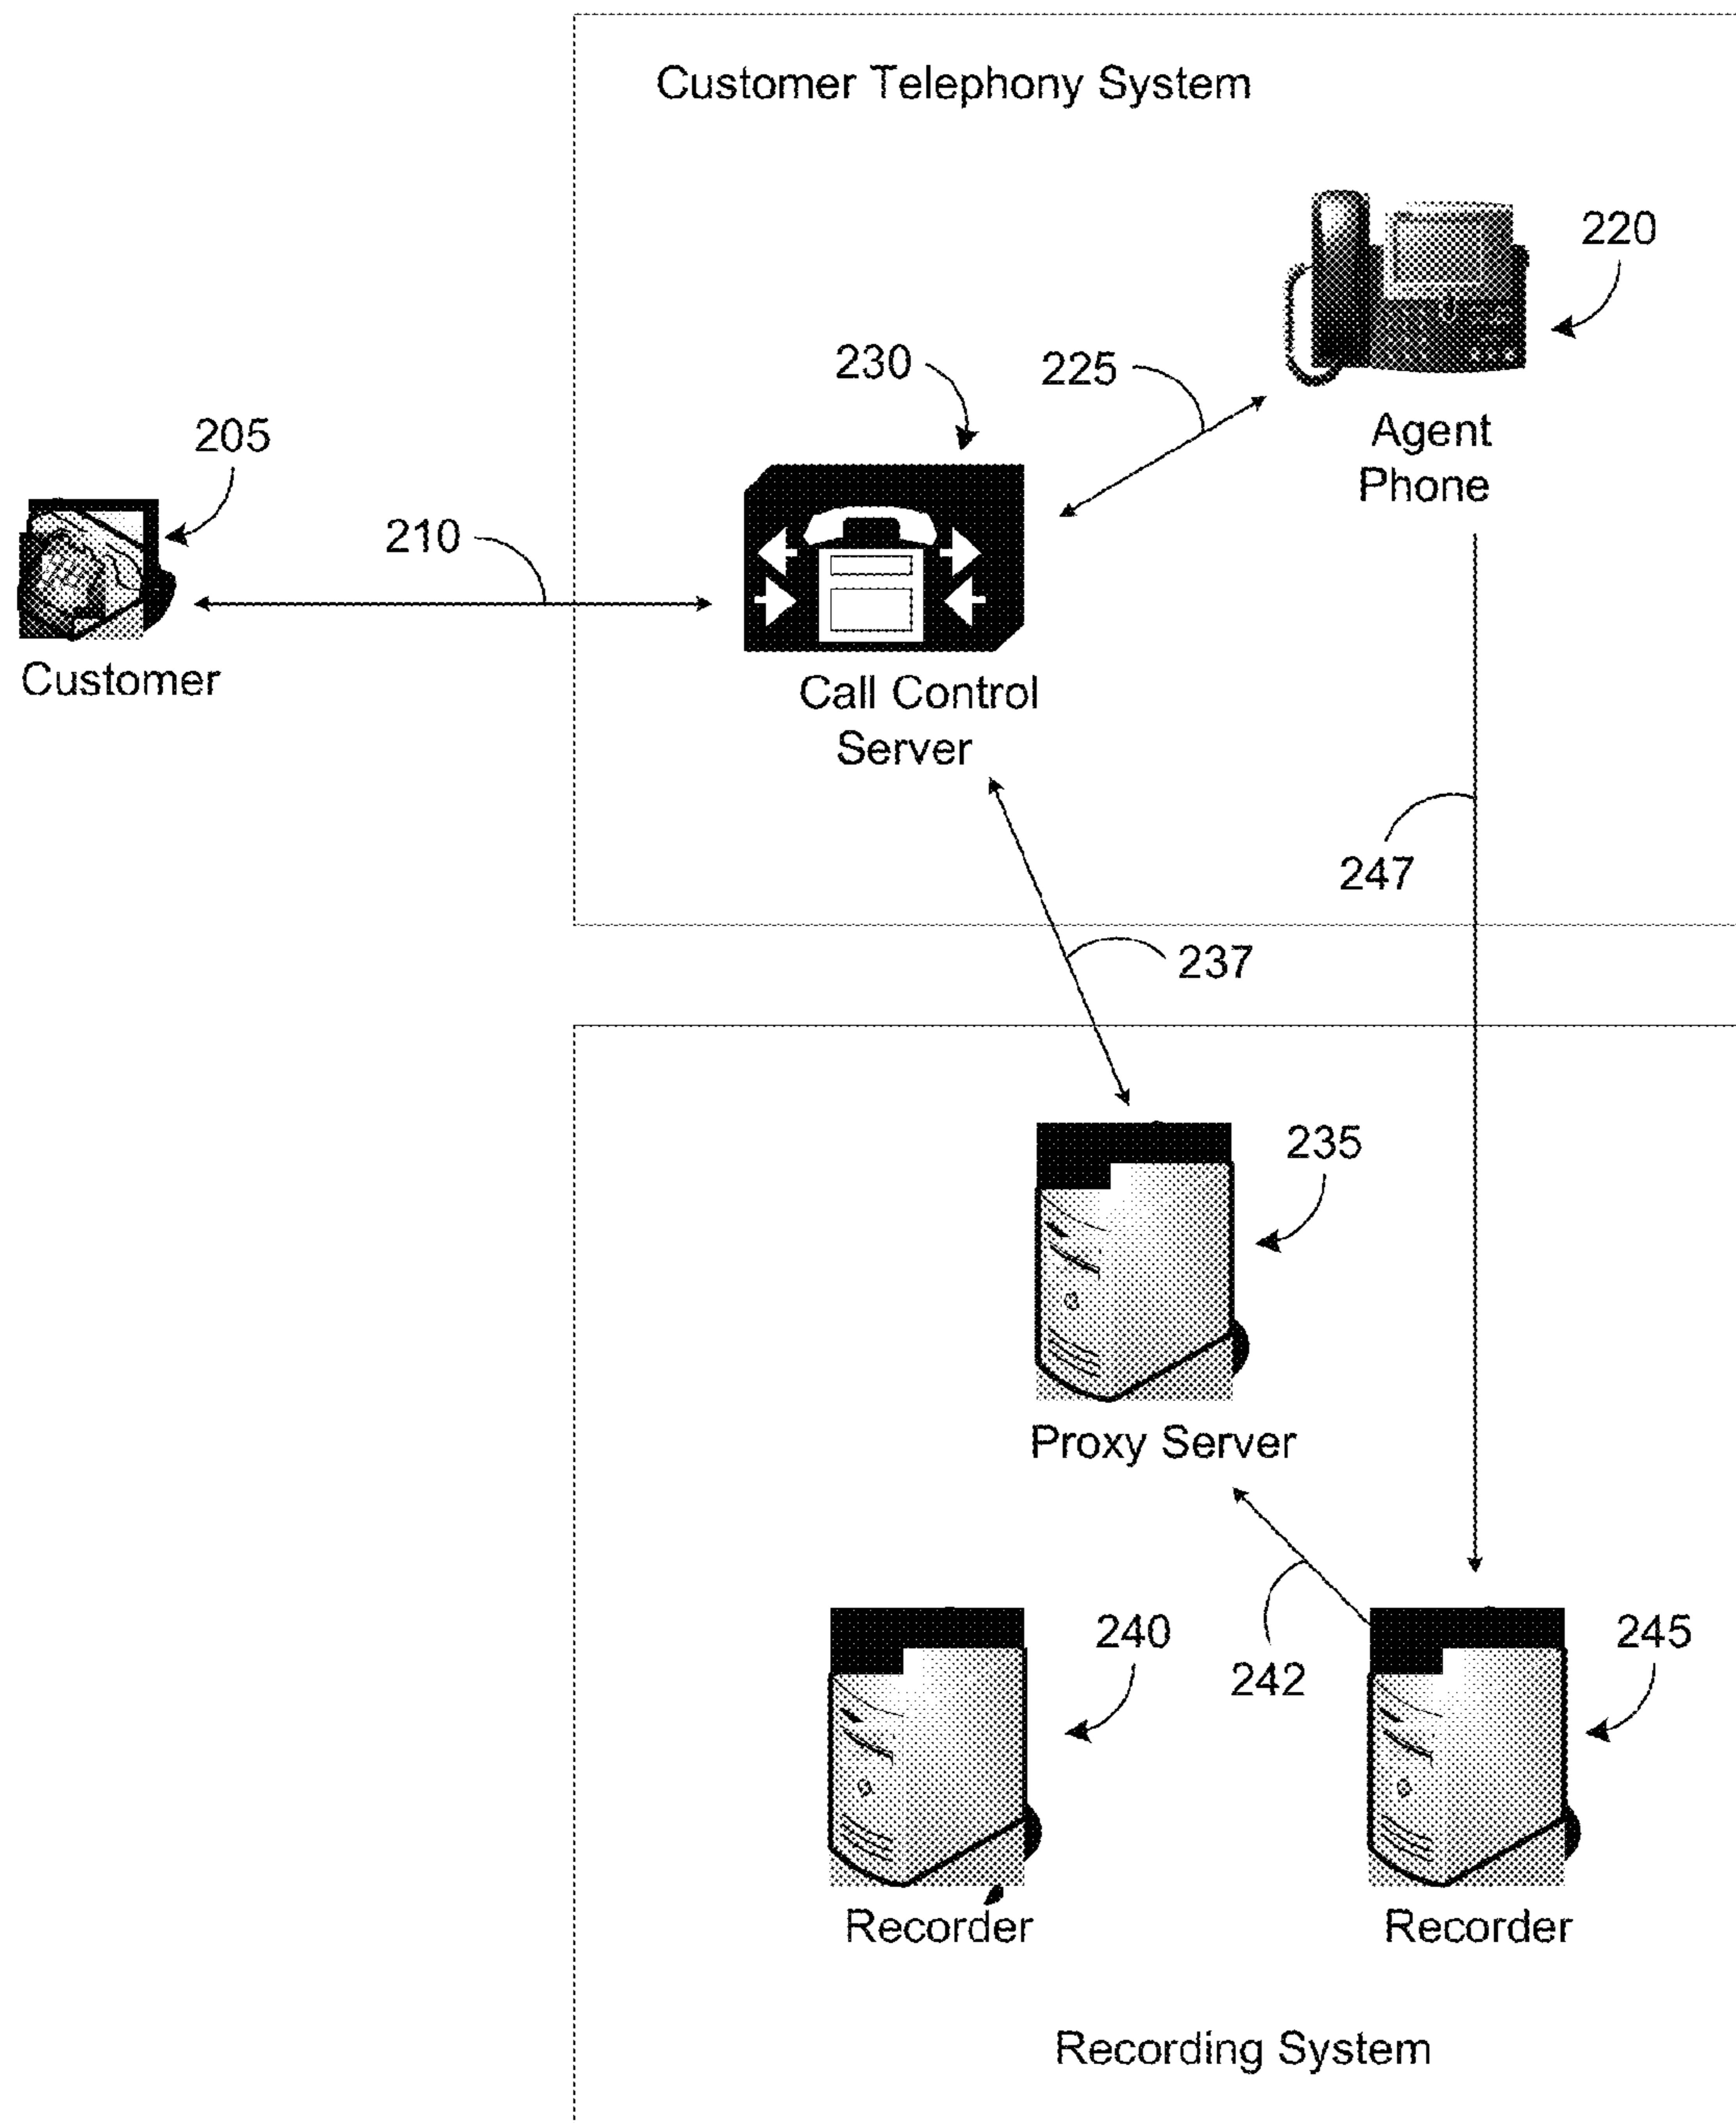 Customer Telephony System
220
230
225
205
Agent
Phone
210
Customer
Call Control
Server
247
237
235
Proxy Server
240
245
242
Recorder
Recorder
Recording System